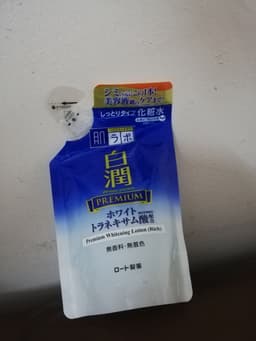 しっとりタイプ 化粧水
肌ラボ
白潤
PREMIUM
ホワイト
トラネキサム酸配合
Premium Whitening Lotion (Rich)
無香料・無着色
ロート製薬